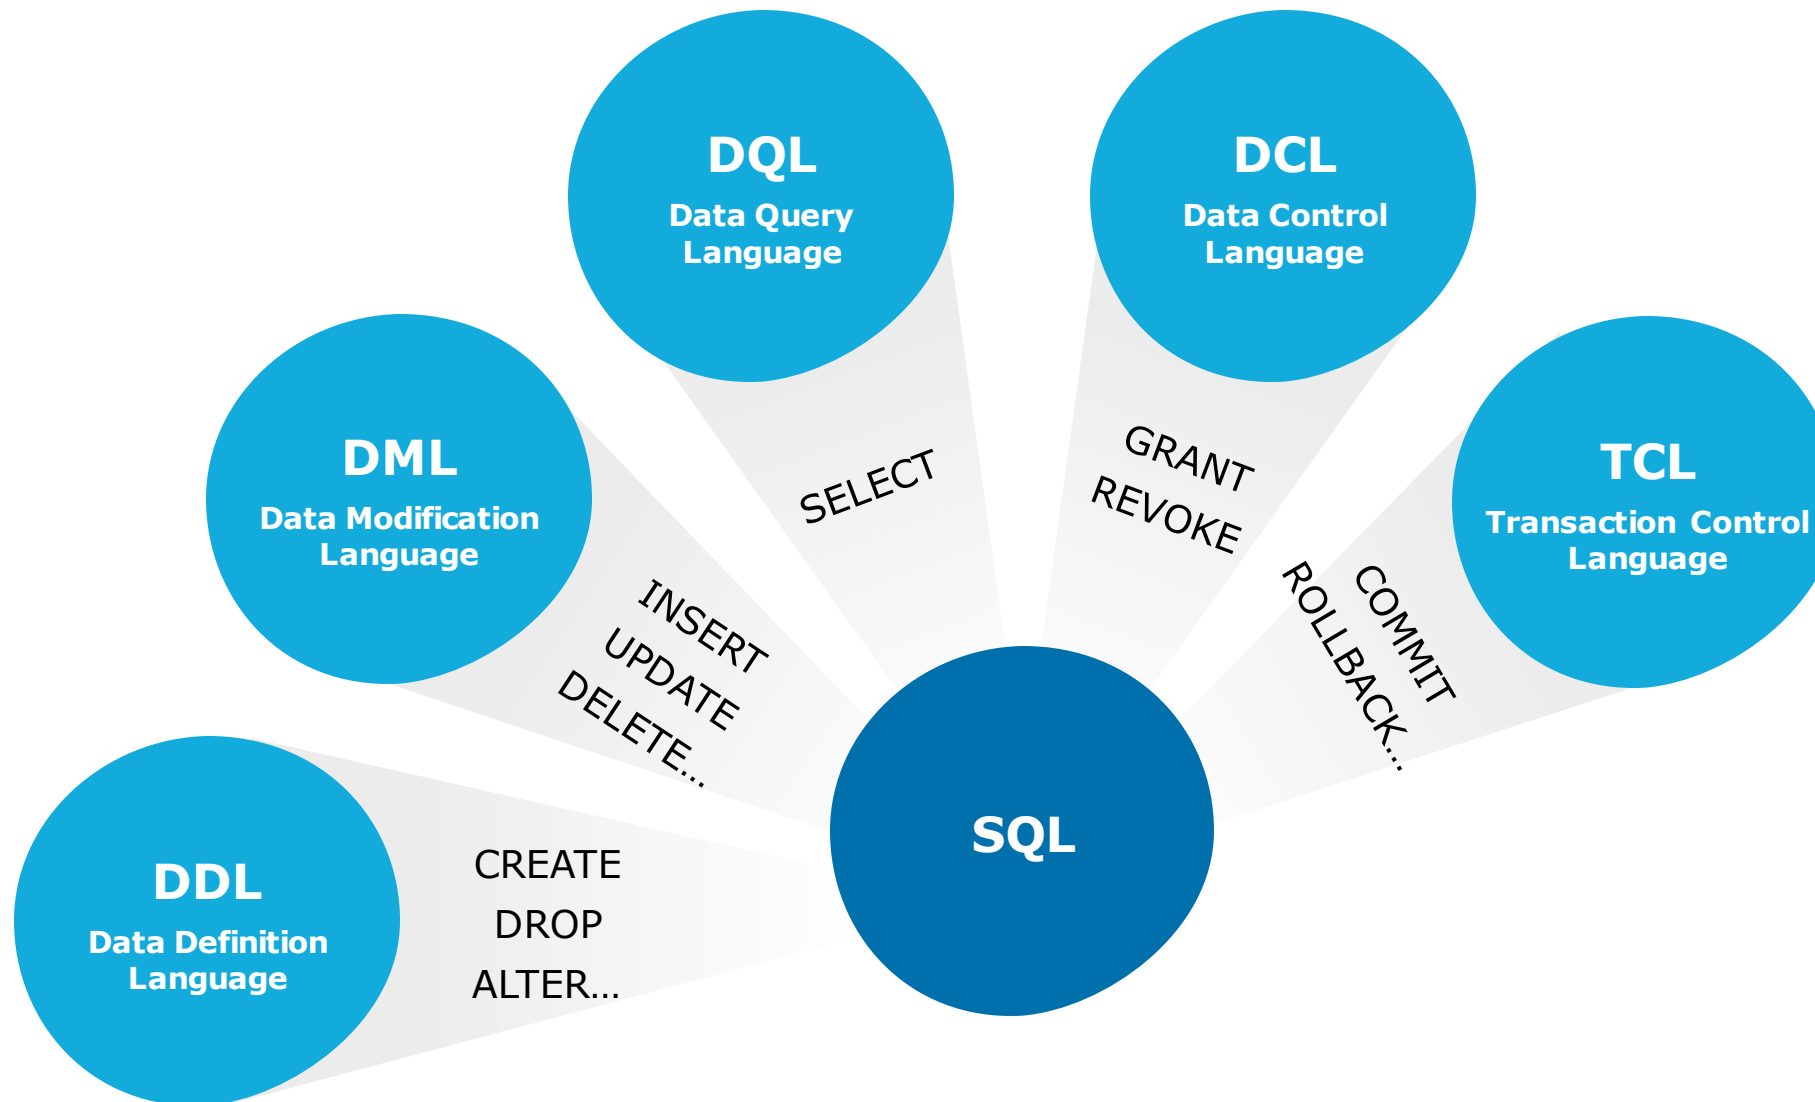 DQL
Data Query
Language
DCL
Data Control
Language
DML
Data Modification
Language
TCL
Transaction Control
Language
SELECT
GRANT
REVOKE
INSERT
UPDATE
DELETE...
COMMIT
ROLLBACK...
DDL
Data Definition
Language
CREATE
DROP
ALTER...
SQL